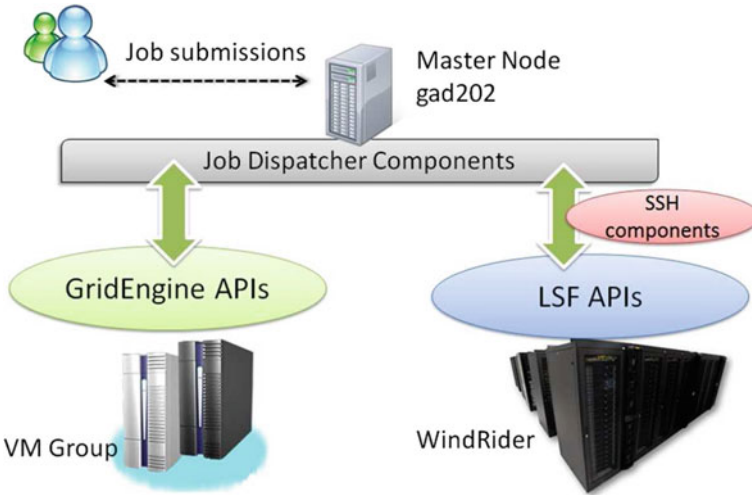 Job submissions
Master Node
gad202
Job Dispatcher Components
SSH
components
GridEngine APIs
LSF APIs
VM Group
WindRider